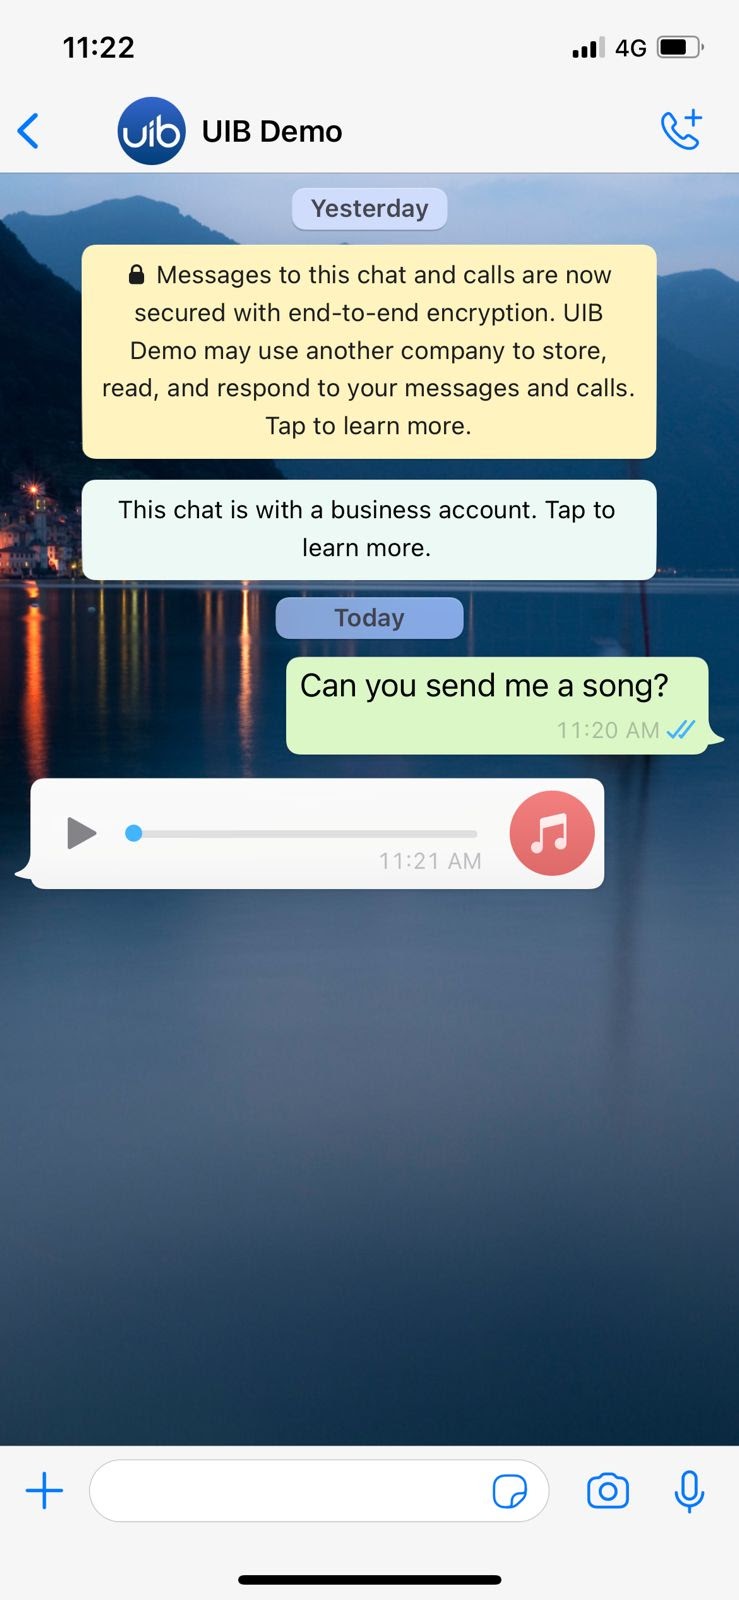 11:22
4G
uib
UIB Demo
Yesterday
Messages to this chat and calls are now
secured with end-to-end encryption. UIB
Demo may use another company to store,
read, and respond to your messages and calls.
Tap to learn more.
This chat is with a business account. Tap to
learn more.
Today
Can you send me a song?
11:20 AM
11:21 AM